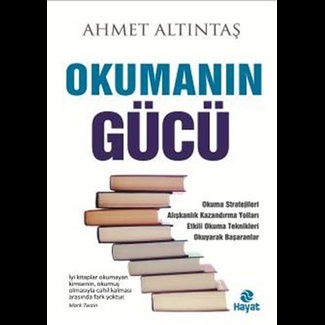 AHMET ALTINTAŞ
OKUMANIN
GÜCÜ
Okuma Stratejileri
Alışkanlık Kazandırma Yolları
Etkili Okuma Teknikleri
Okuyarak Başaranlar
İyi kitaplar okumayan
kimsenin, okumuş
olmasıyla cahil kalması
arasında fark yoktur.
Mark Twain
Hayat